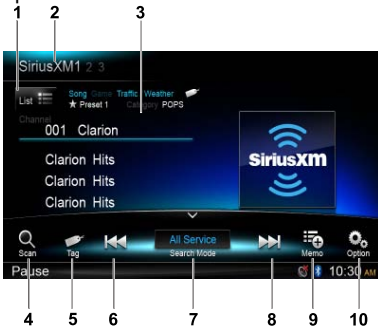 1 2 3
SiriusXM1 2 3
List
Song Game Traffic Weather
★ Preset 1 Category POPS
Channel
001 Clarion
Clarion Hits
Clarion Hits
Clarion Hits
SiriusXM
Scan Tag All Service Search Mode Memo Option
Pause 10:30 AM
4 5 6 7 8 9 10